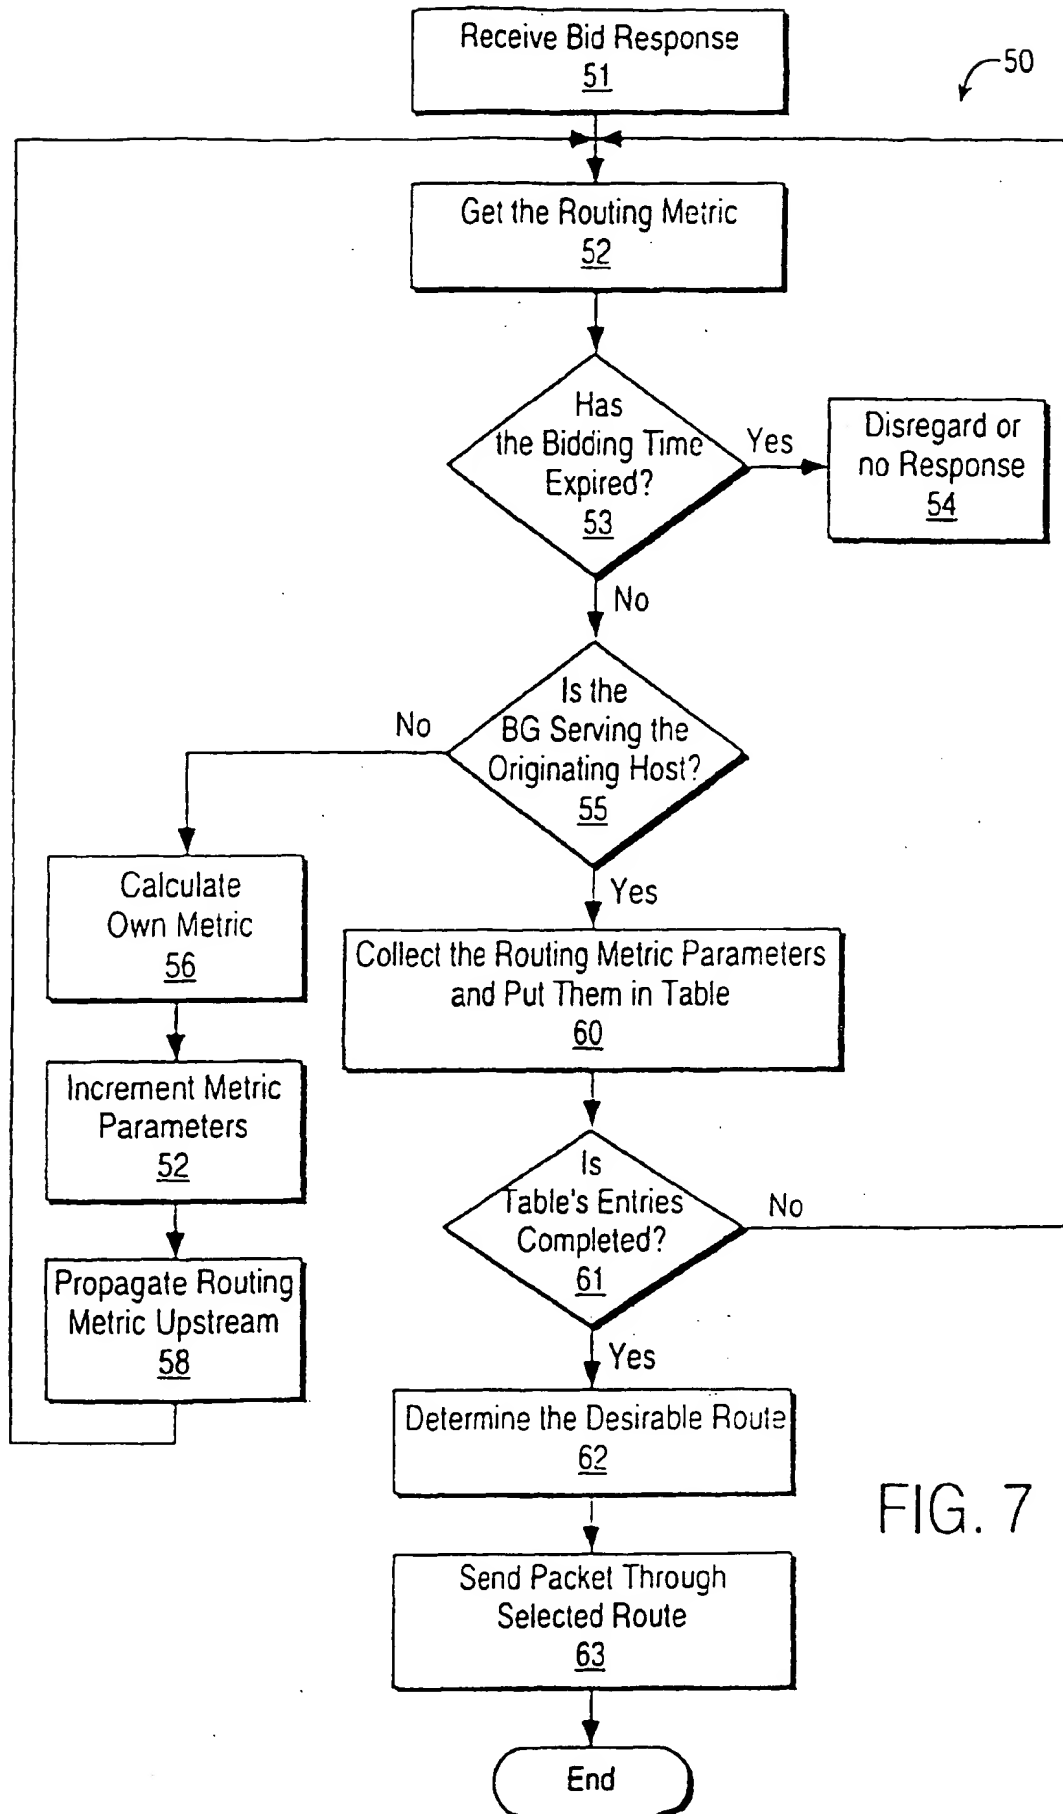 Receive Bid Response
51
50
Get the Routing Metric
52
Has
the Bidding Time
Expired?
53
Yes
Disregard or
no Response
54
No
Is the
BG Serving the
Originating Host?
55
No
Yes
Calculate
Own Metric
56
Collect the Routing Metric Parameters
and Put Them in Table
60
Increment Metric
Parameters
52
Is
Table's Entries
Completed?
61
No
Yes
Propagate Routing
Metric Upstream
58
Determine the Desirable Route
62
FIG. 7
Send Packet Through
Selected Route
63
End